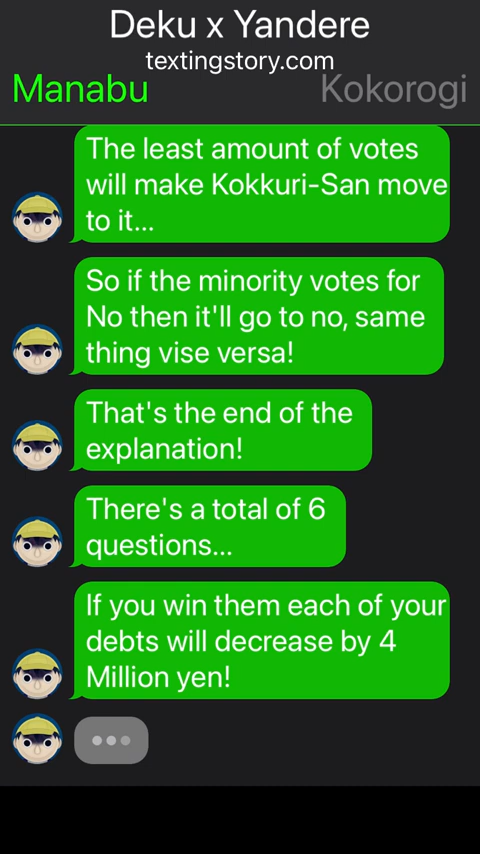 Deku x Yandere
textingstory.com
Manabu
Kokorogi
The least amount of votes
will make Kokkuri-San move
to it...
So if the minority votes for
No then it'll go to no, same
thing vise versa!
That's the end of the
explanation!
There's a total of 6
questions...
If you win them each of your
debts will decrease by 4
Million yen!